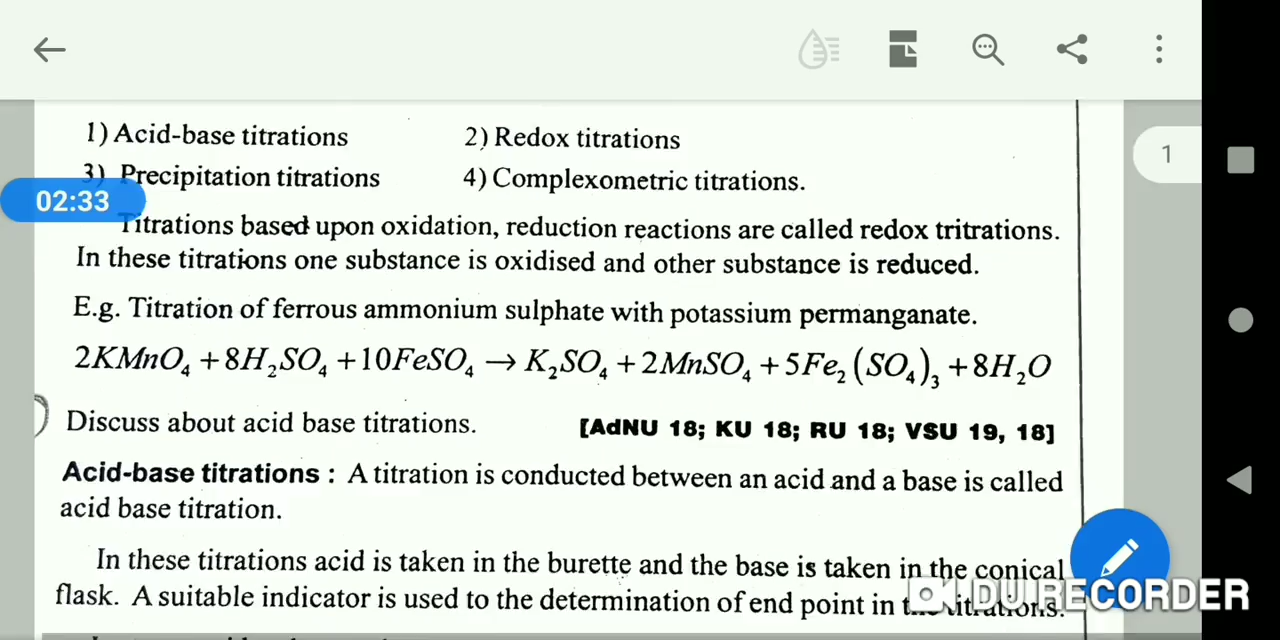 1) Acid-base titrations 2) Redox titrations
1
3) Precipitation titrations 4) Complexometric titrations.
02:33
Titrations based upon oxidation, reduction reactions are called redox tritrations.
In these titrations one substance is oxidised and other substance is reduced.
E.g. Titration of ferrous ammonium sulphate with potassium permanganate.
2KMnO₄ + 8H₂SO₄ + 10FeSO₄ → K₂SO₄ + 2MnSO₄ + 5Fe₂(SO₄)₃ + 8H₂O
Discuss about acid base titrations. [AdNU 18; KU 18; RU 18; VSU 19, 18]
Acid-base titrations : A titration is conducted between an acid and a base is called
acid base titration.
In these titrations acid is taken in the burette and the base is taken in the conical
flask. A suitable indicator is used to the determination of end point in the titrations.
DU RECORDER